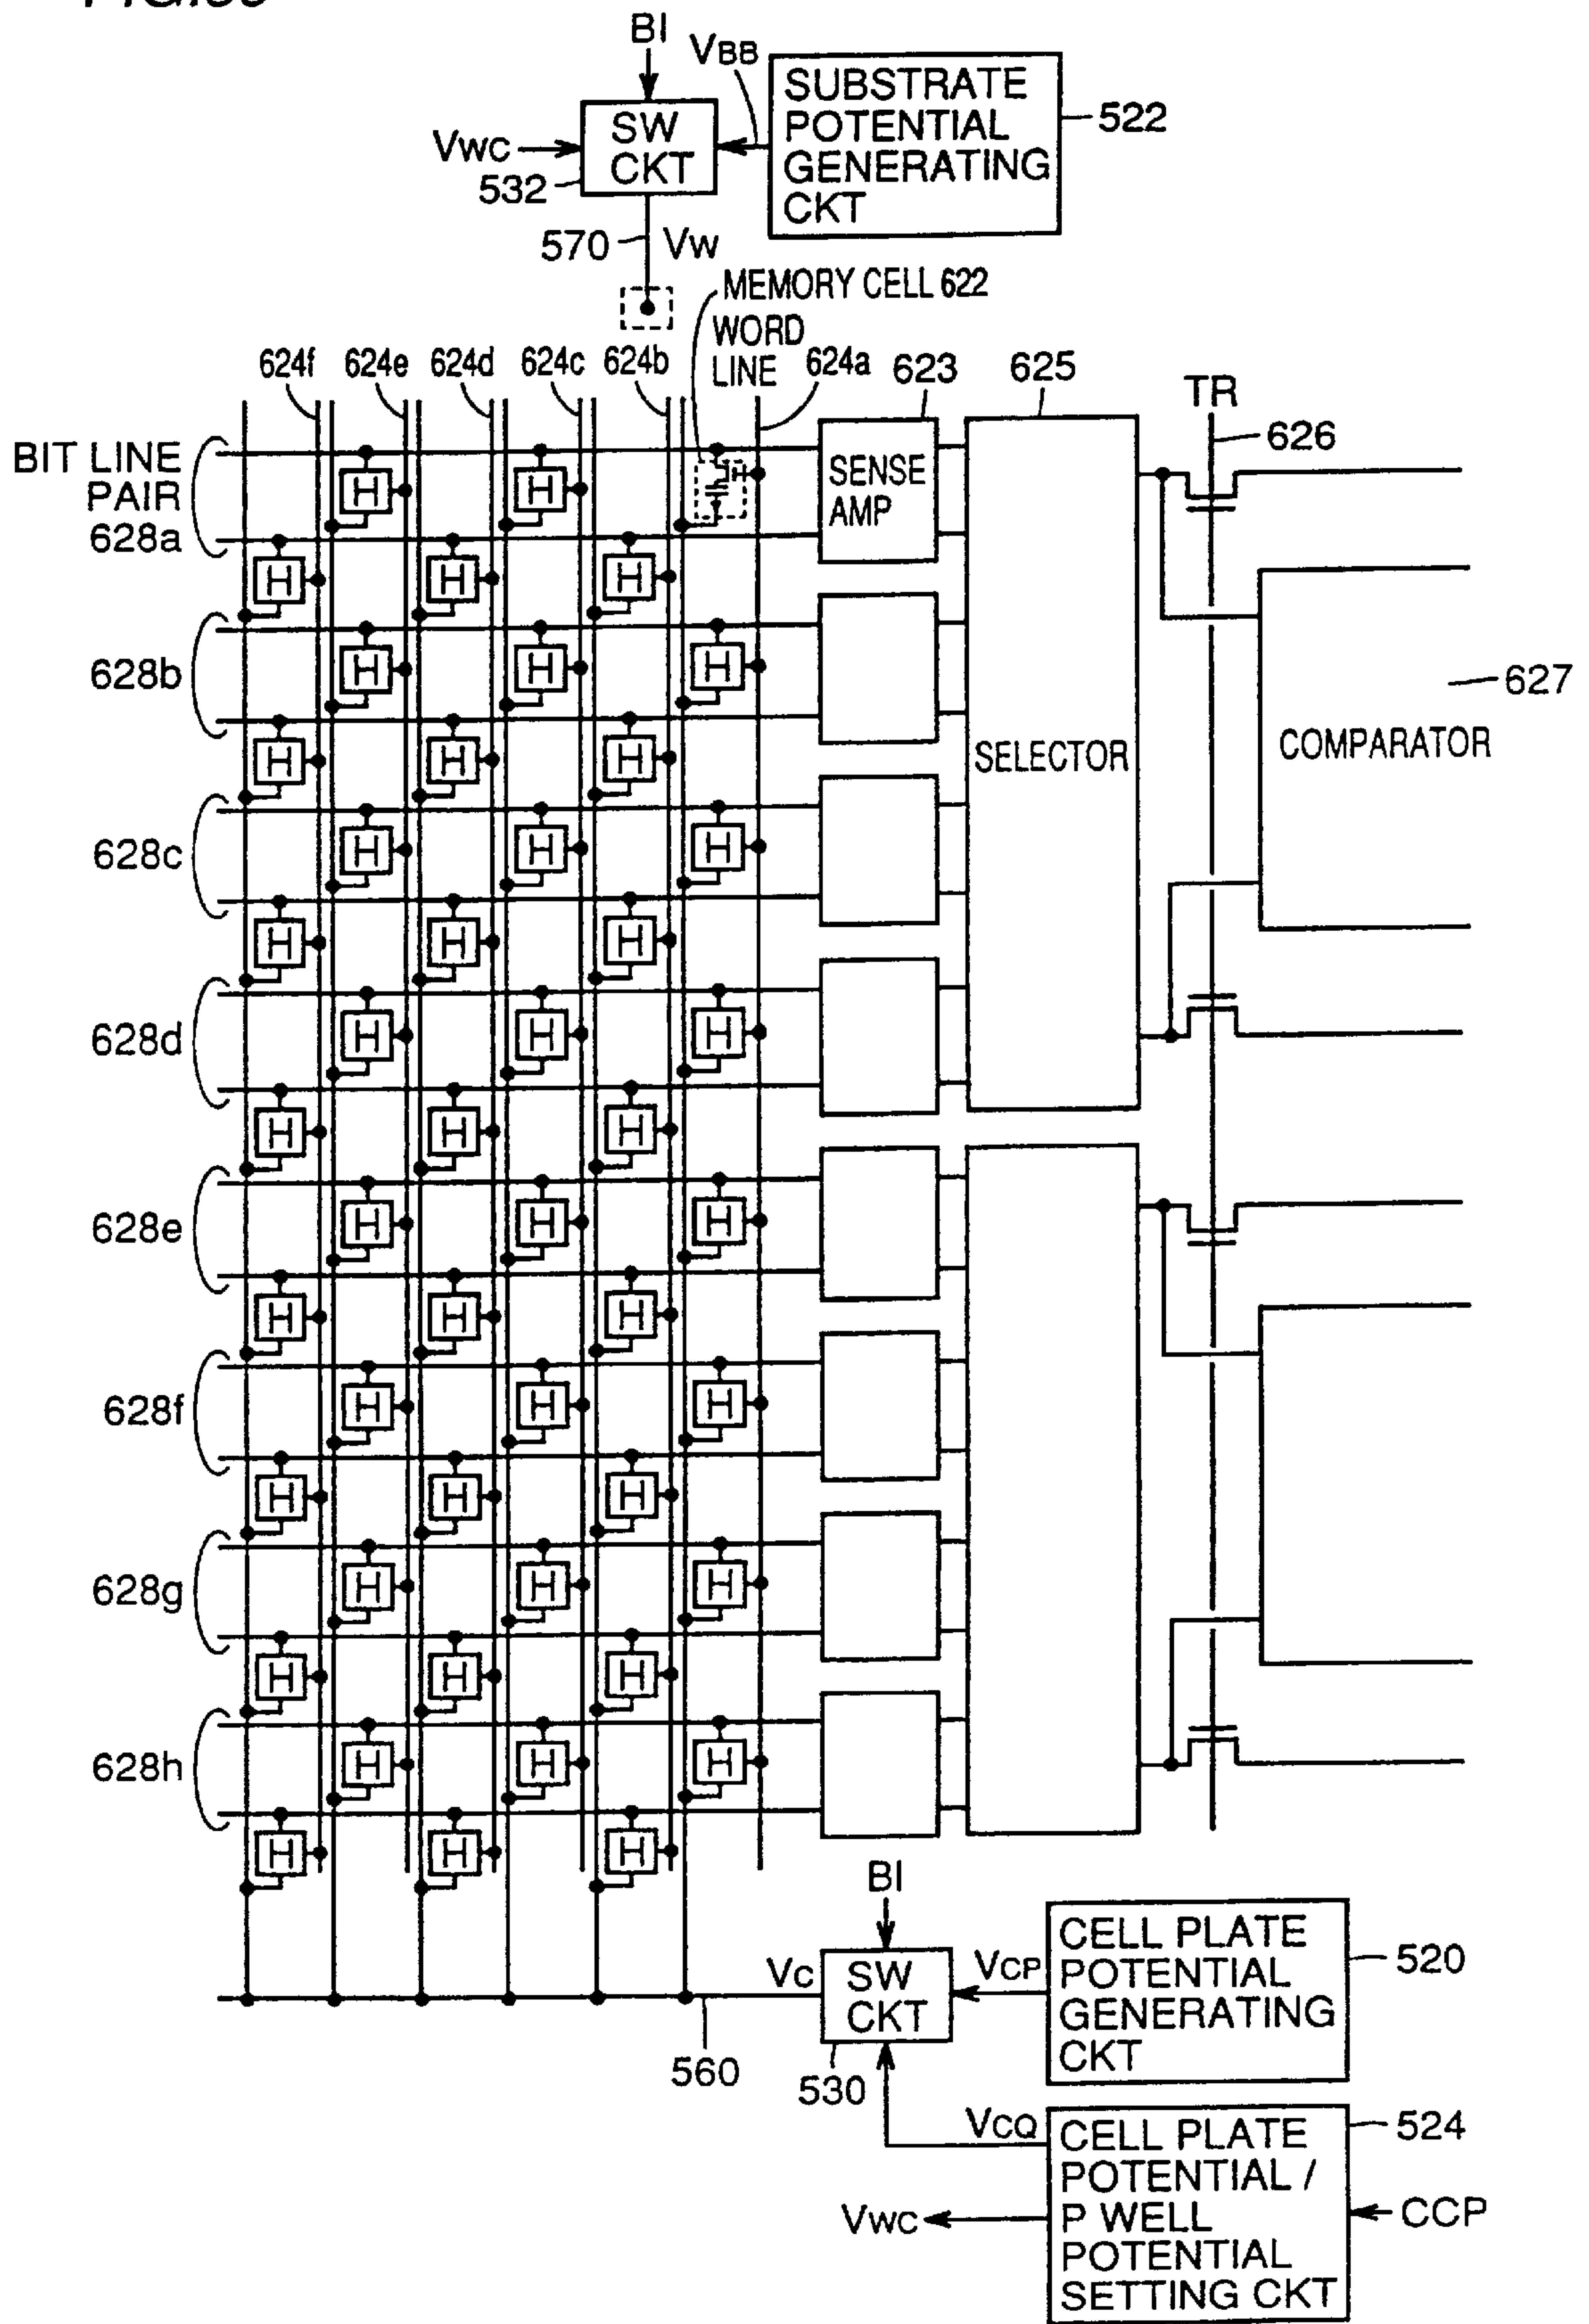 BI
VBB
SUBSTRATE
POTENTIAL
GENERATING
CKT
522
SW
CKT
VWC
532
570
VW
MEMORY CELL 622
WORD
LINE
624f
624e
624d
624c
624b
624a
623
625
TR
626
BIT LINE
PAIR
628a
H H
SENSE
AMP
H H H
628b
H H H
627
H H H
SELECTOR
COMPARATOR
628c
H H H
H H H
628d
H H H
H H H
628e
H H H
H H H
628f
H H H
H H H
628g
H H H
H H H
628h
H H H
H H H
BI
VC
SW
CKT
VCP
CELL PLATE
POTENTIAL
GENERATING
CKT
520
560
530
VCQ
CELL PLATE
POTENTIAL /
P WELL
POTENTIAL
SETTING CKT
524
VWC
CCP